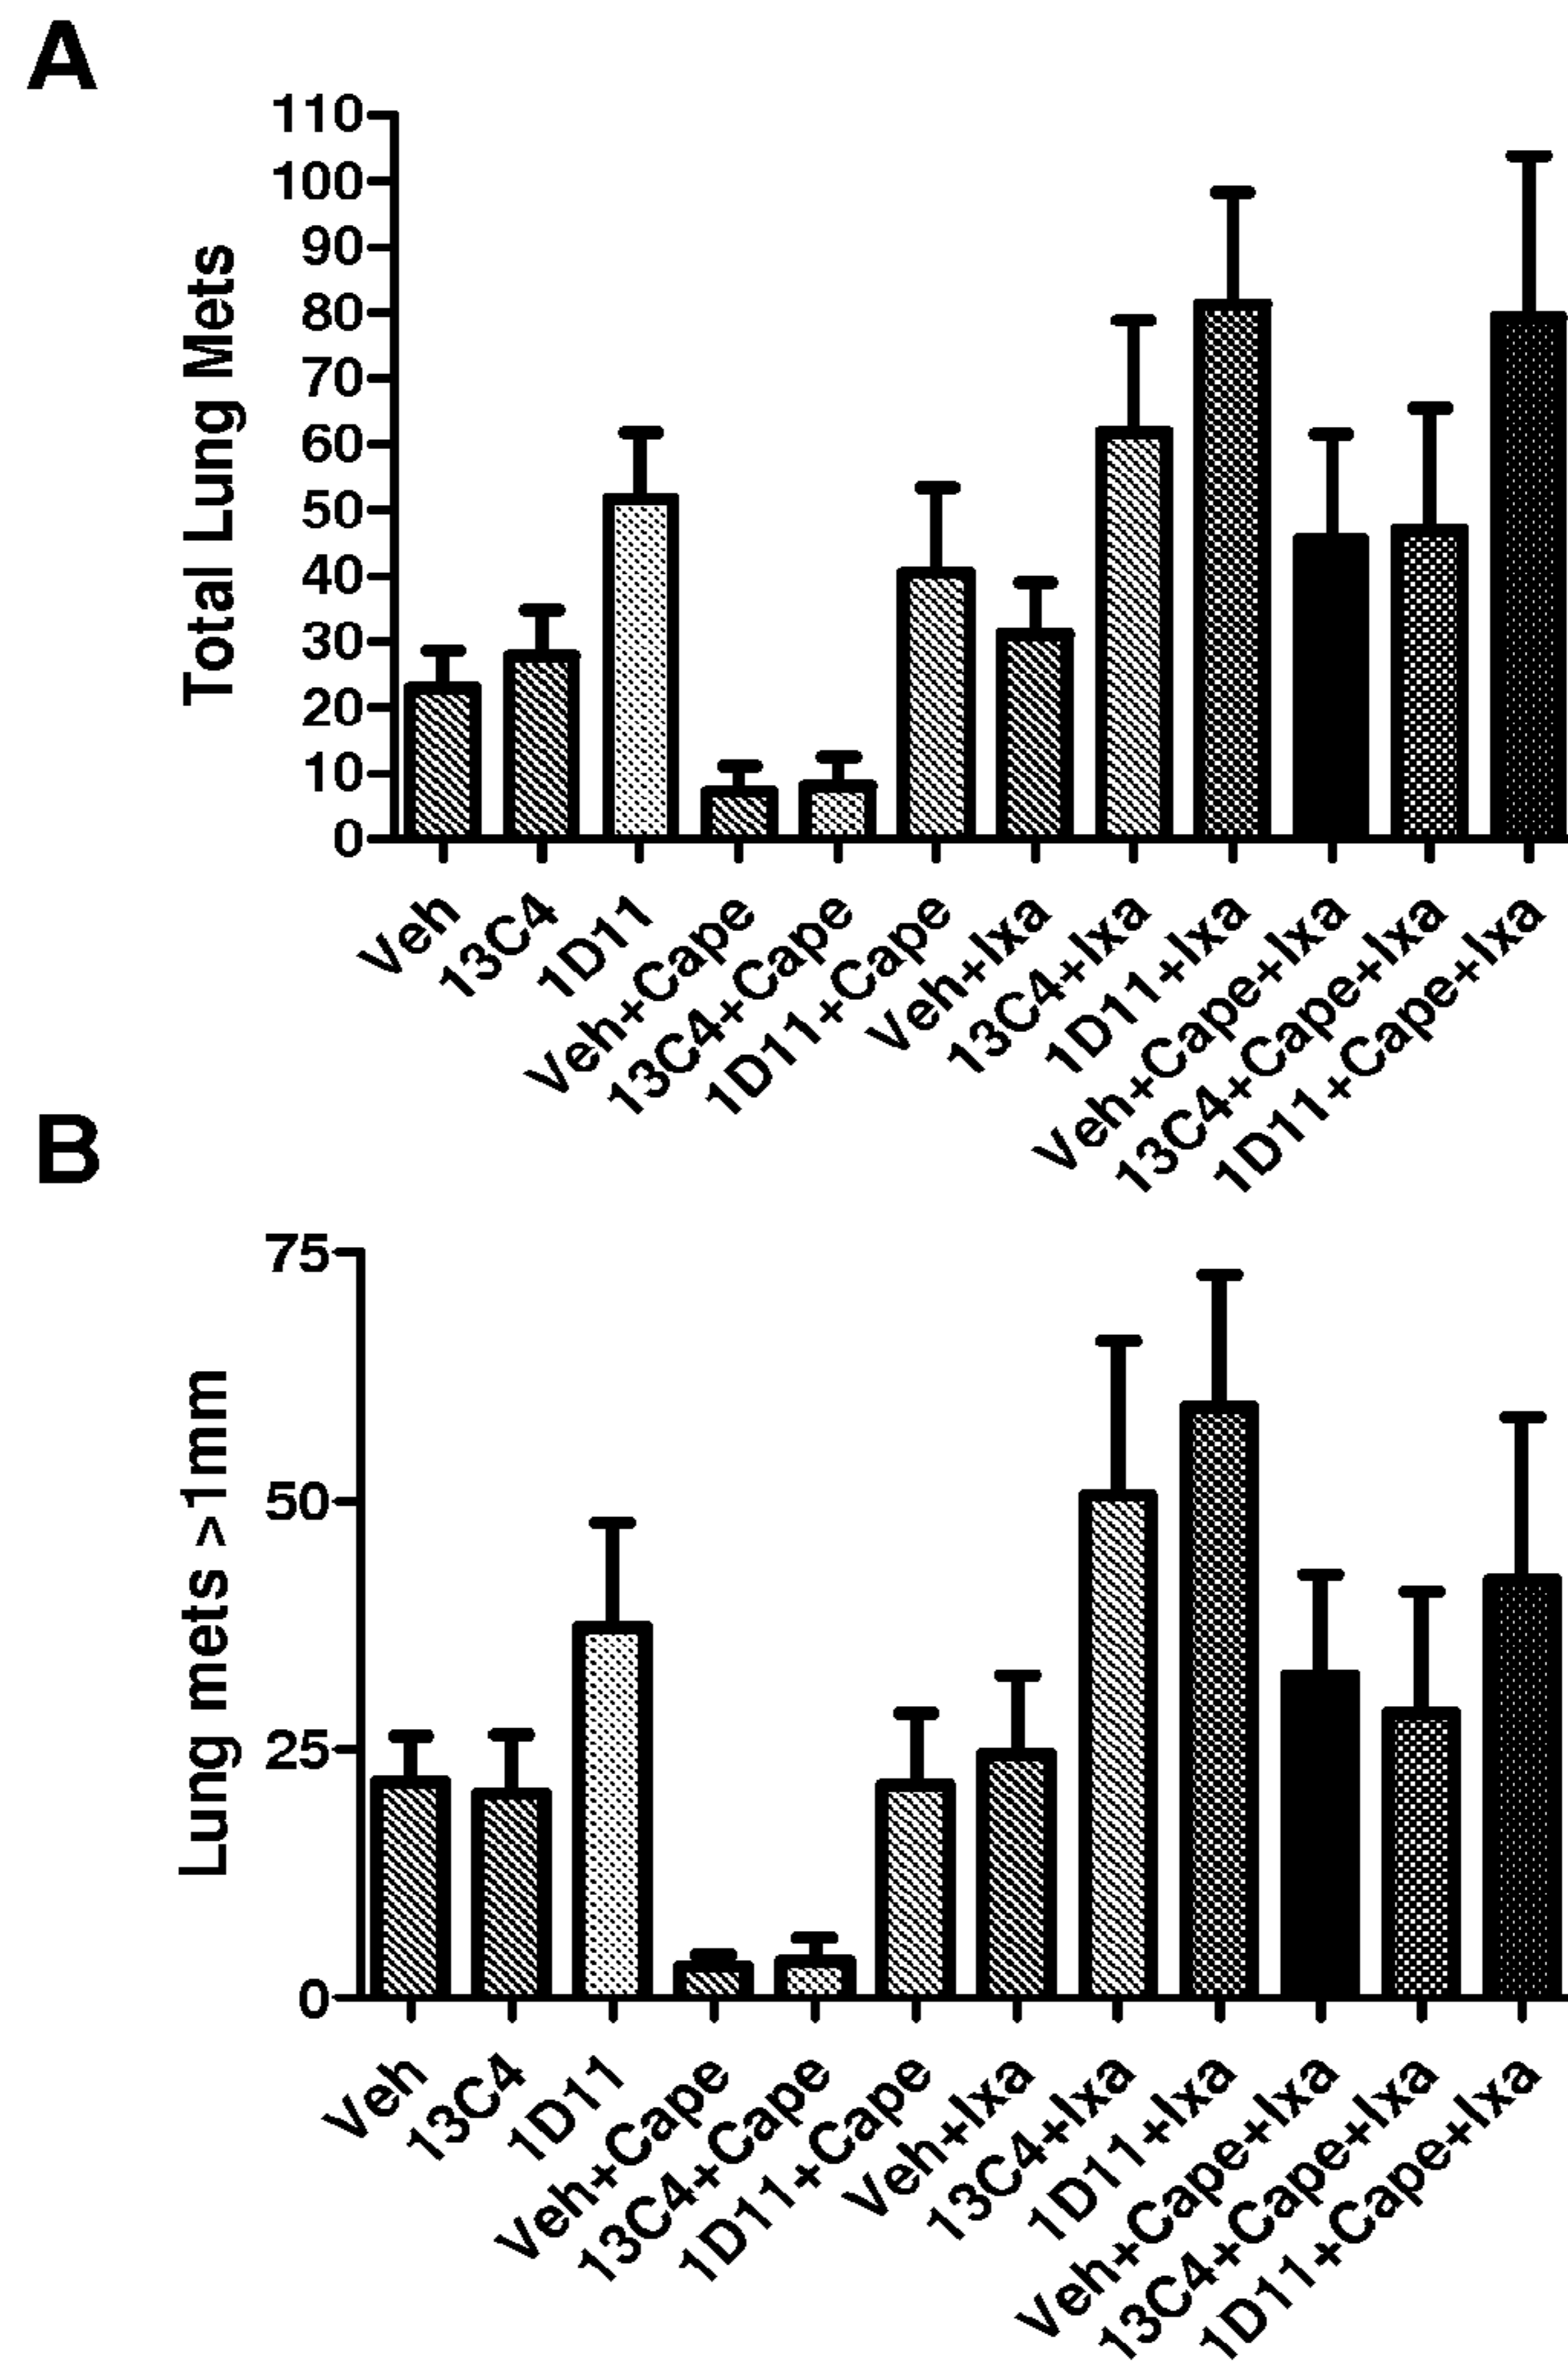 A
Total Lung Mets
110
100
90
80
70
60
50
40
30
20
10
0
Veh
13C4
1D11
Veh+Cape
13C4+Cape
1D11+Cape
Veh+Ixa
13C4+Ixa
1D11+Ixa
Veh+Cape+Ixa
13C4+Cape+Ixa
1D11+Cape+Ixa
B
Lung mets >1mm
75
50
25
0
Veh
13C4
1D11
Veh+Cape
13C4+Cape
1D11+Cape
Veh+Ixa
13C4+Ixa
1D11+Ixa
Veh+Cape+Ixa
13C4+Cape+Ixa
1D11+Cape+Ixa